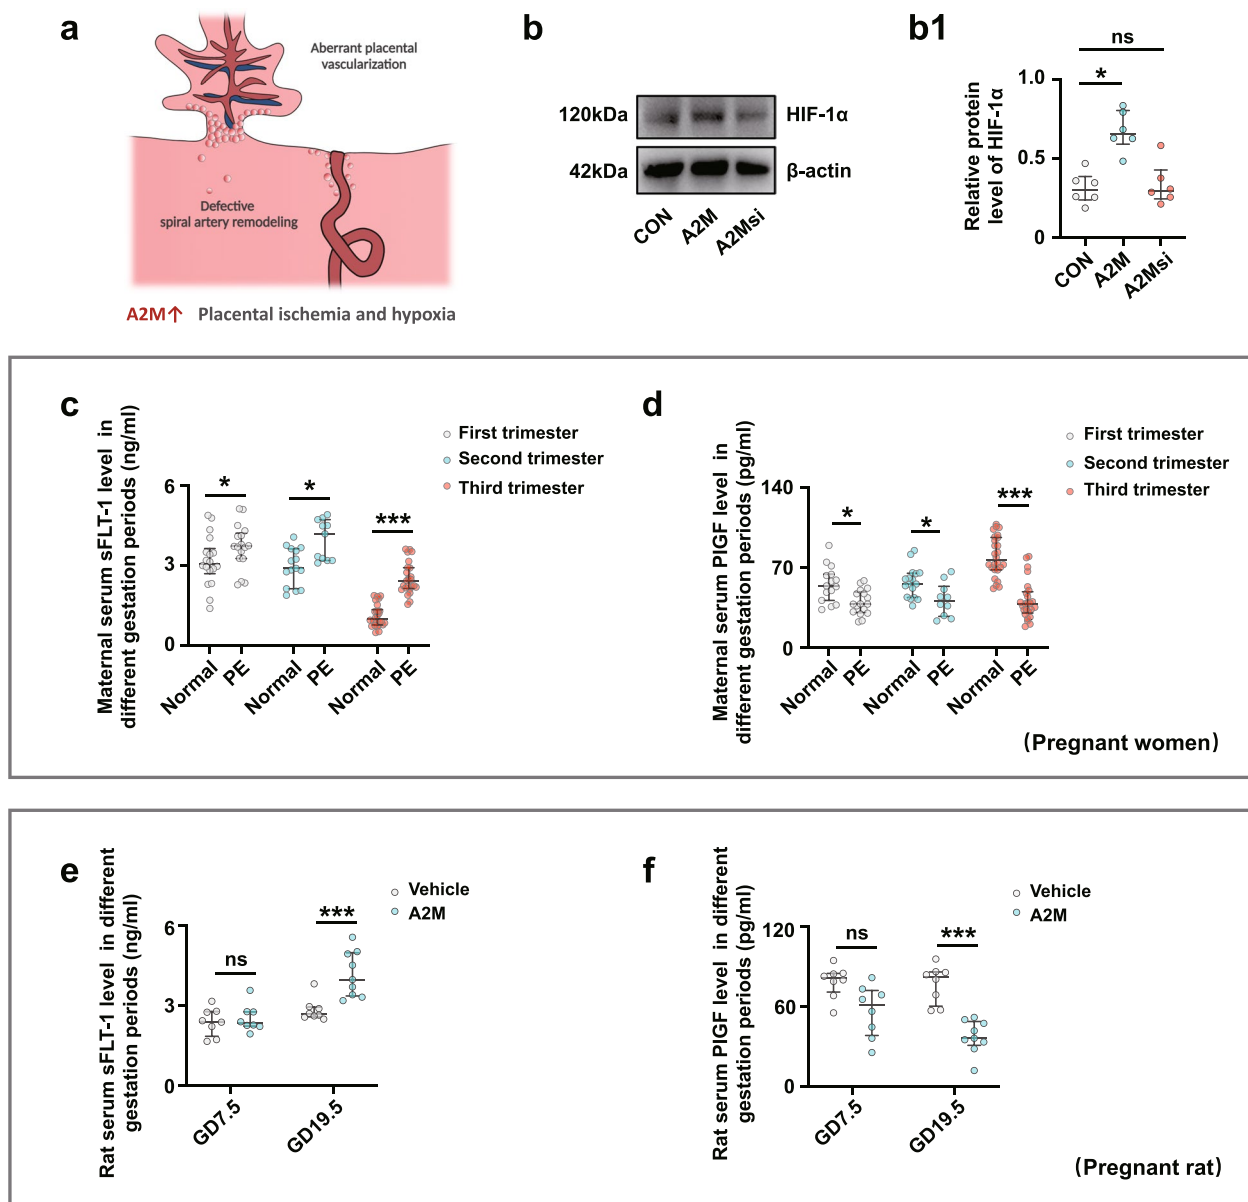 a
Aberrant placental
vascularization
Defective
spiral artery remodeling
A2M↑ Placental ischemia and hypoxia
b
120kDa
HIF-1α
42kDa
β-actin
CON
A2M
A2Msi
b1
Relative protein
level of HIF-1α
1.0
0.5
0
ns
*
CON
A2M
A2Msi
c
Maternal serum sFLT-1 level in
different gestation periods (ng/ml)
6
3
0
*
*
***
Normal
PE
Normal
PE
Normal
PE
First trimester
Second trimester
Third trimester
d
Maternal serum PIGF level in
different gestation periods (pg/ml)
140
70
0
*
*
***
Normal
PE
Normal
PE
Normal
PE
First trimester
Second trimester
Third trimester
(Pregnant women)
e
Rat serum sFLT-1 level in different
gestation periods (ng/ml)
6
3
0
ns
***
GD7.5
GD19.5
Vehicle
A2M
f
Rat serum PIGF level in different
gestation periods (pg/ml)
120
60
0
ns
***
GD7.5
GD19.5
Vehicle
A2M
(Pregnant rat)